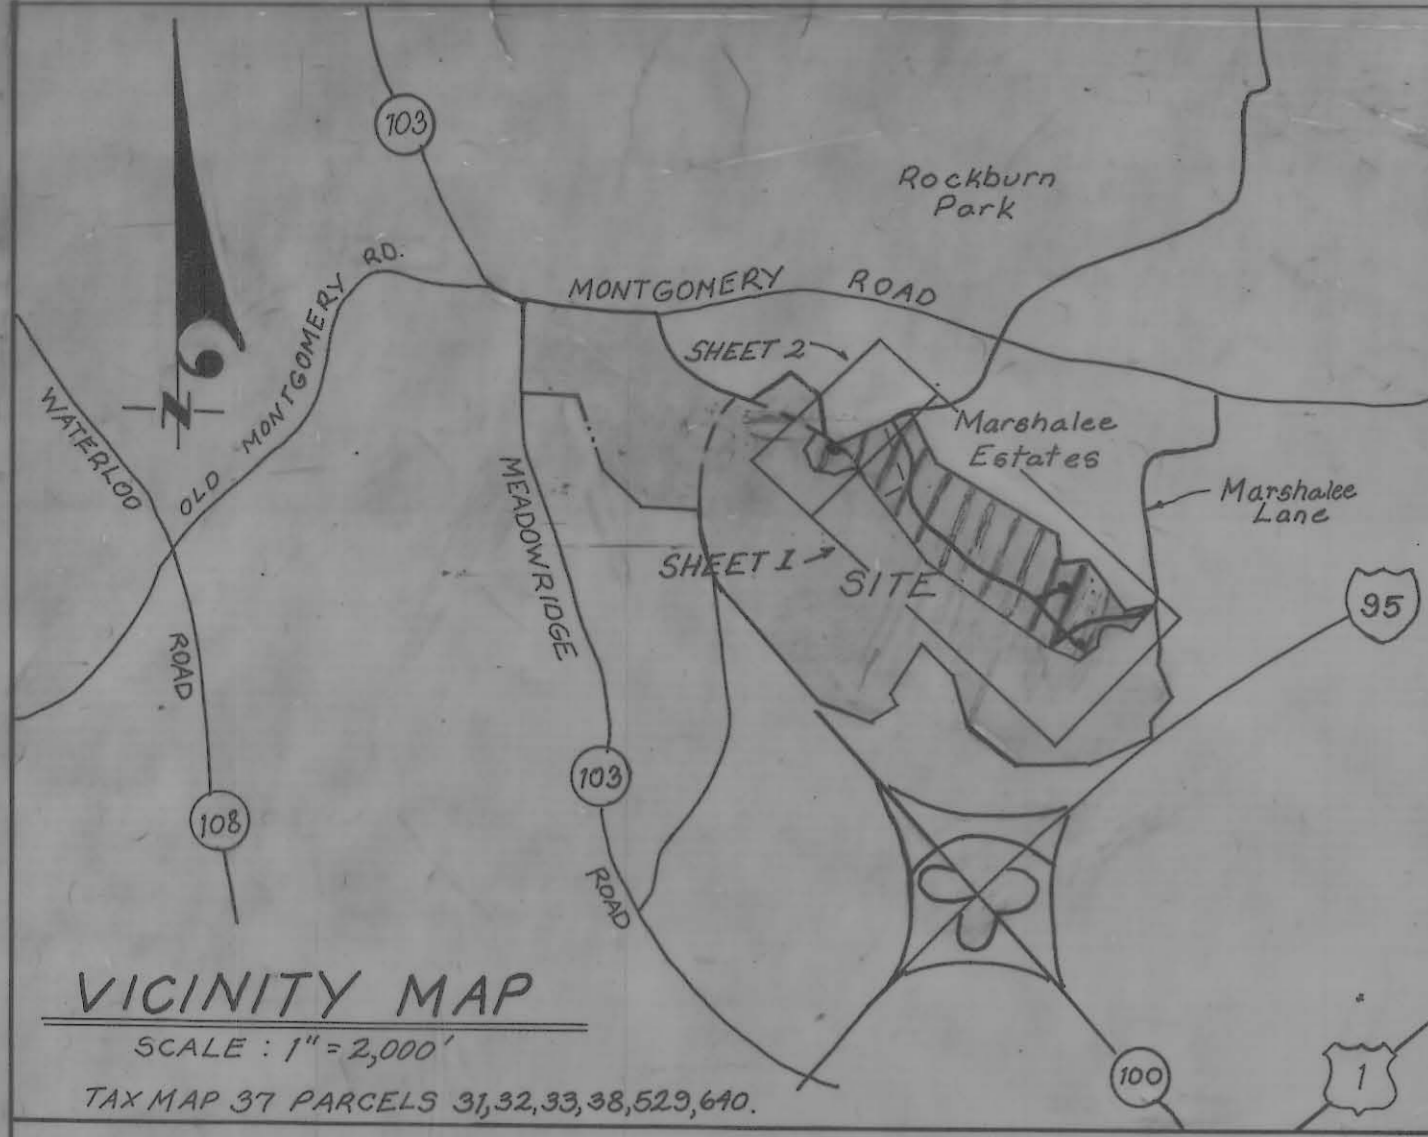 103
Rockburn
Park
OLD MONTGOMERY RD.
MONTGOMERY ROAD
N
SHEET 2
WATERLOO ROAD
Marshalee
Estates
MEADOWRIDGE ROAD
Marshalee
Lane
SHEET 1
SITE
95
103
108
100
1
VICINITY MAP
SCALE : 1" = 2,000'
TAX MAP 37 PARCELS 31,32,33,38,529,640.